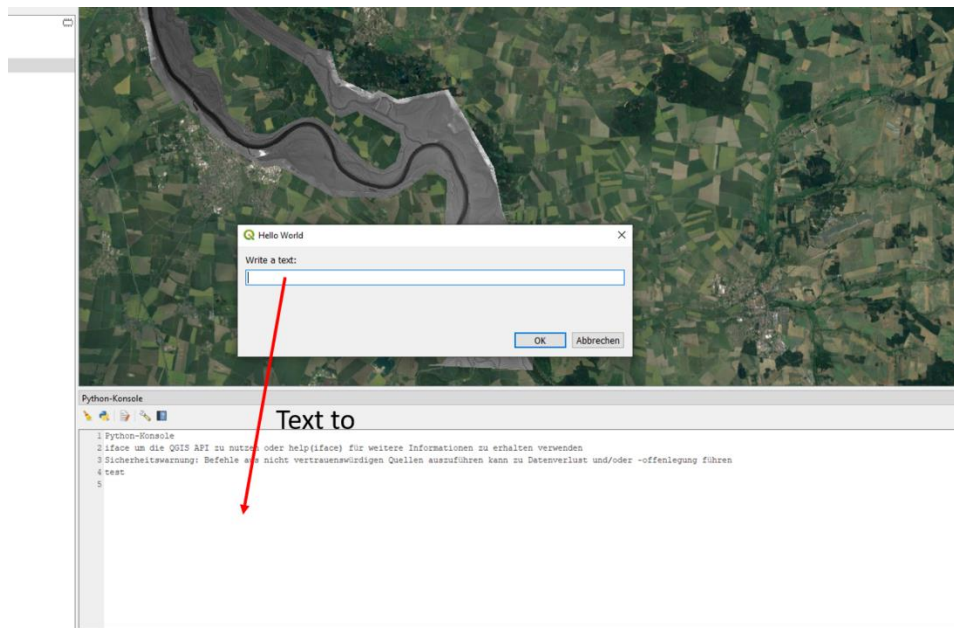 Hello World
Write a text:
OK
Abbrechen
Python-Konsole
Text to
1 Python-Konsole
2 iface um die QGIS API zu nutzen oder help(iface) für weitere Informationen zu erhalten verwenden
3 Sicherheitswarnung: Befehle aus nicht vertrauenswürdigen Quellen auszuführen kann zu Datenverlust und/oder -offenlegung führen
4 test
5